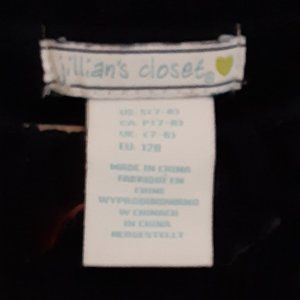 jillian's closet
US: S(7-8)
CA: P(7-8)
UK: (7-8)
EU: 128
MADE IN CHINA
FABRIQUÉ EN
CHINE
WYPRODUKOWANO
W CHINACH
IN CHINA
HERGESTELLT